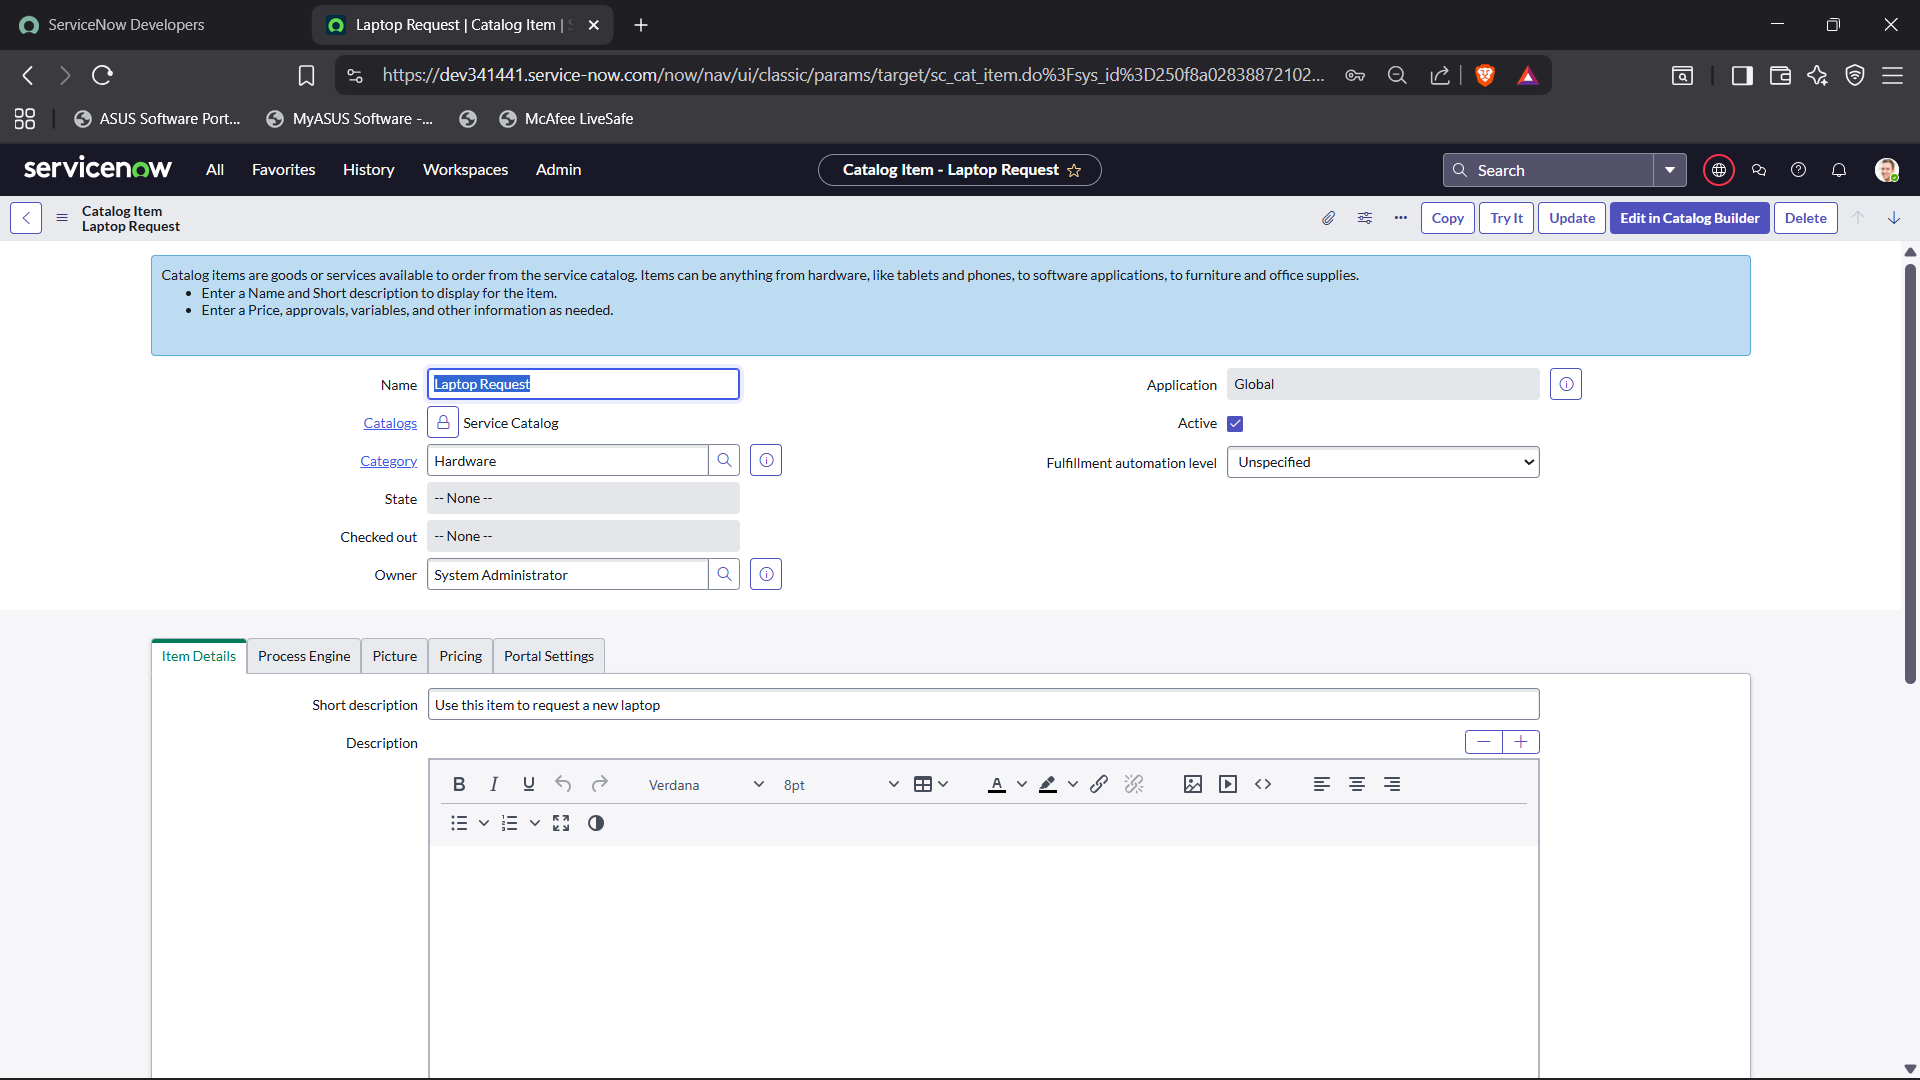 ServiceNow Developers
Laptop Request | Catalog Item |
https://dev341441.service-now.com/now/nav/ui/classic/params/target/sc_cat_item.do%3Fsys_id%3D250f8a02838872102...
ASUS Software Port...
MyASUS Software -...
McAfee LiveSafe
servicenow
All
Favorites
History
Workspaces
Admin
Catalog Item - Laptop Request
Search
Catalog Item
Laptop Request
Copy
Try It
Update
Edit in Catalog Builder
Delete
Catalog items are goods or services available to order from the service catalog. Items can be anything from hardware, like tablets and phones, to software applications, to furniture and office supplies.
• Enter a Name and Short description to display for the item.
• Enter a Price, approvals, variables, and other information as needed.
Name
Laptop Request
Application
Global
Catalogs
Service Catalog
Active
Category
Hardware
Fulfillment automation level
Unspecified
State
-- None --
Checked out
-- None --
Owner
System Administrator
Item Details
Process Engine
Picture
Pricing
Portal Settings
Short description
Use this item to request a new laptop
Description
B
I
U
Verdana
8pt
A